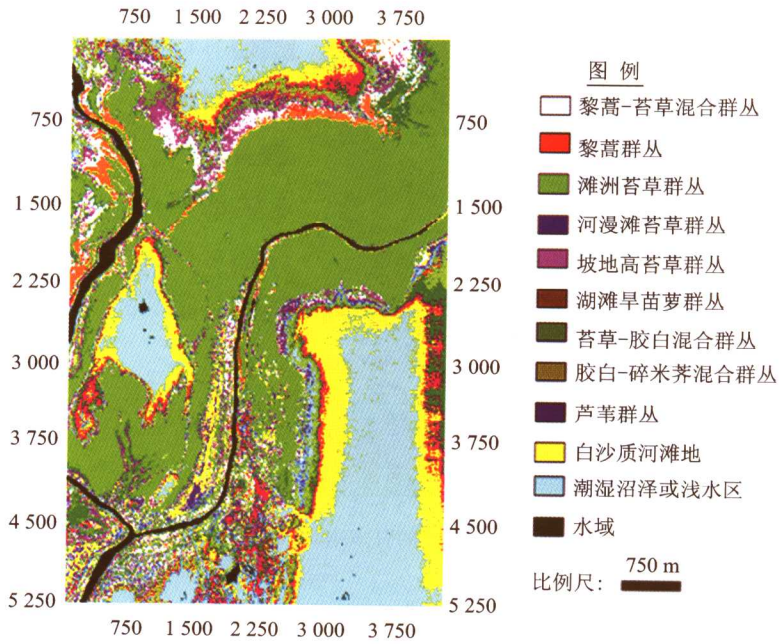 750 1 500 2 250 3 000 3 750
750
1 500
2 250
3 000
3 750
4 500
5 250
750
1 500
2 250
3 000
3 750
4 500
5 250
750 1 500 2 250 3 000 3 750
图 例
藜蒿-苔草混合群丛
藜蒿群丛
滩洲苔草群丛
河漫滩苔草群丛
坡地高苔草群丛
湖滩旱苗萝群丛
苔草-胶白混合群丛
胶白-碎米荠混合群丛
芦苇群丛
白沙质河滩地
潮湿沼泽或浅水区
水域
750 m
比例尺: